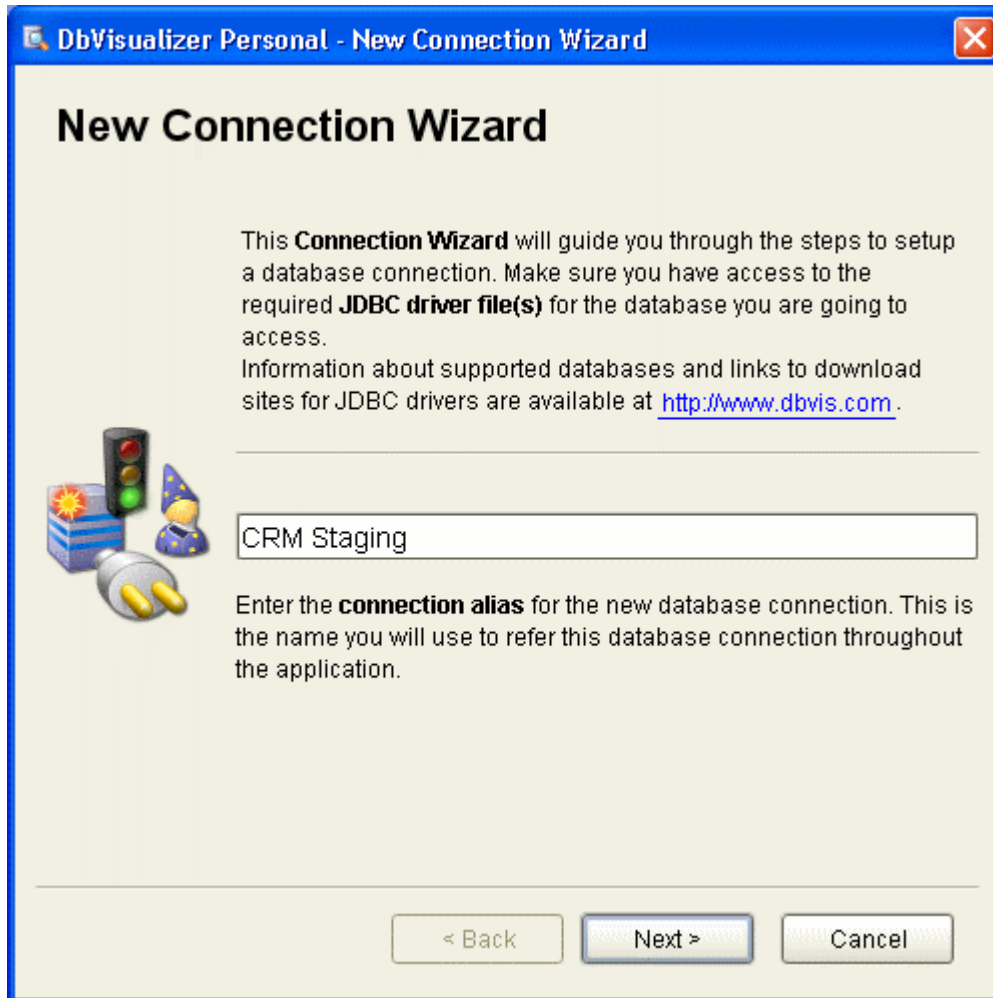 DbVisualizer Personal - New Connection Wizard
New Connection Wizard
This Connection Wizard will guide you through the steps to setup
a database connection. Make sure you have access to the
required JDBC driver file(s) for the database you are going to
access.
Information about supported databases and links to download
sites for JDBC drivers are available at http://www.dbvis.com.
CRM Staging
Enter the connection alias for the new database connection. This is
the name you will use to refer this database connection throughout
the application.
< Back Next > Cancel